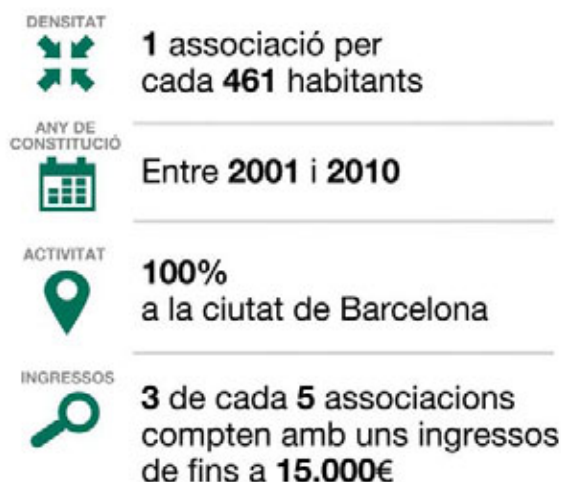 DENSITAT
1 associació per
cada 461 habitants
ANY DE
CONSTITUCIÓ
Entre 2001 i 2010
ACTIVITAT
100%
a la ciutat de Barcelona
INGRESSOS
3 de cada 5 associacions
compten amb uns ingressos
de fins a 15.000€